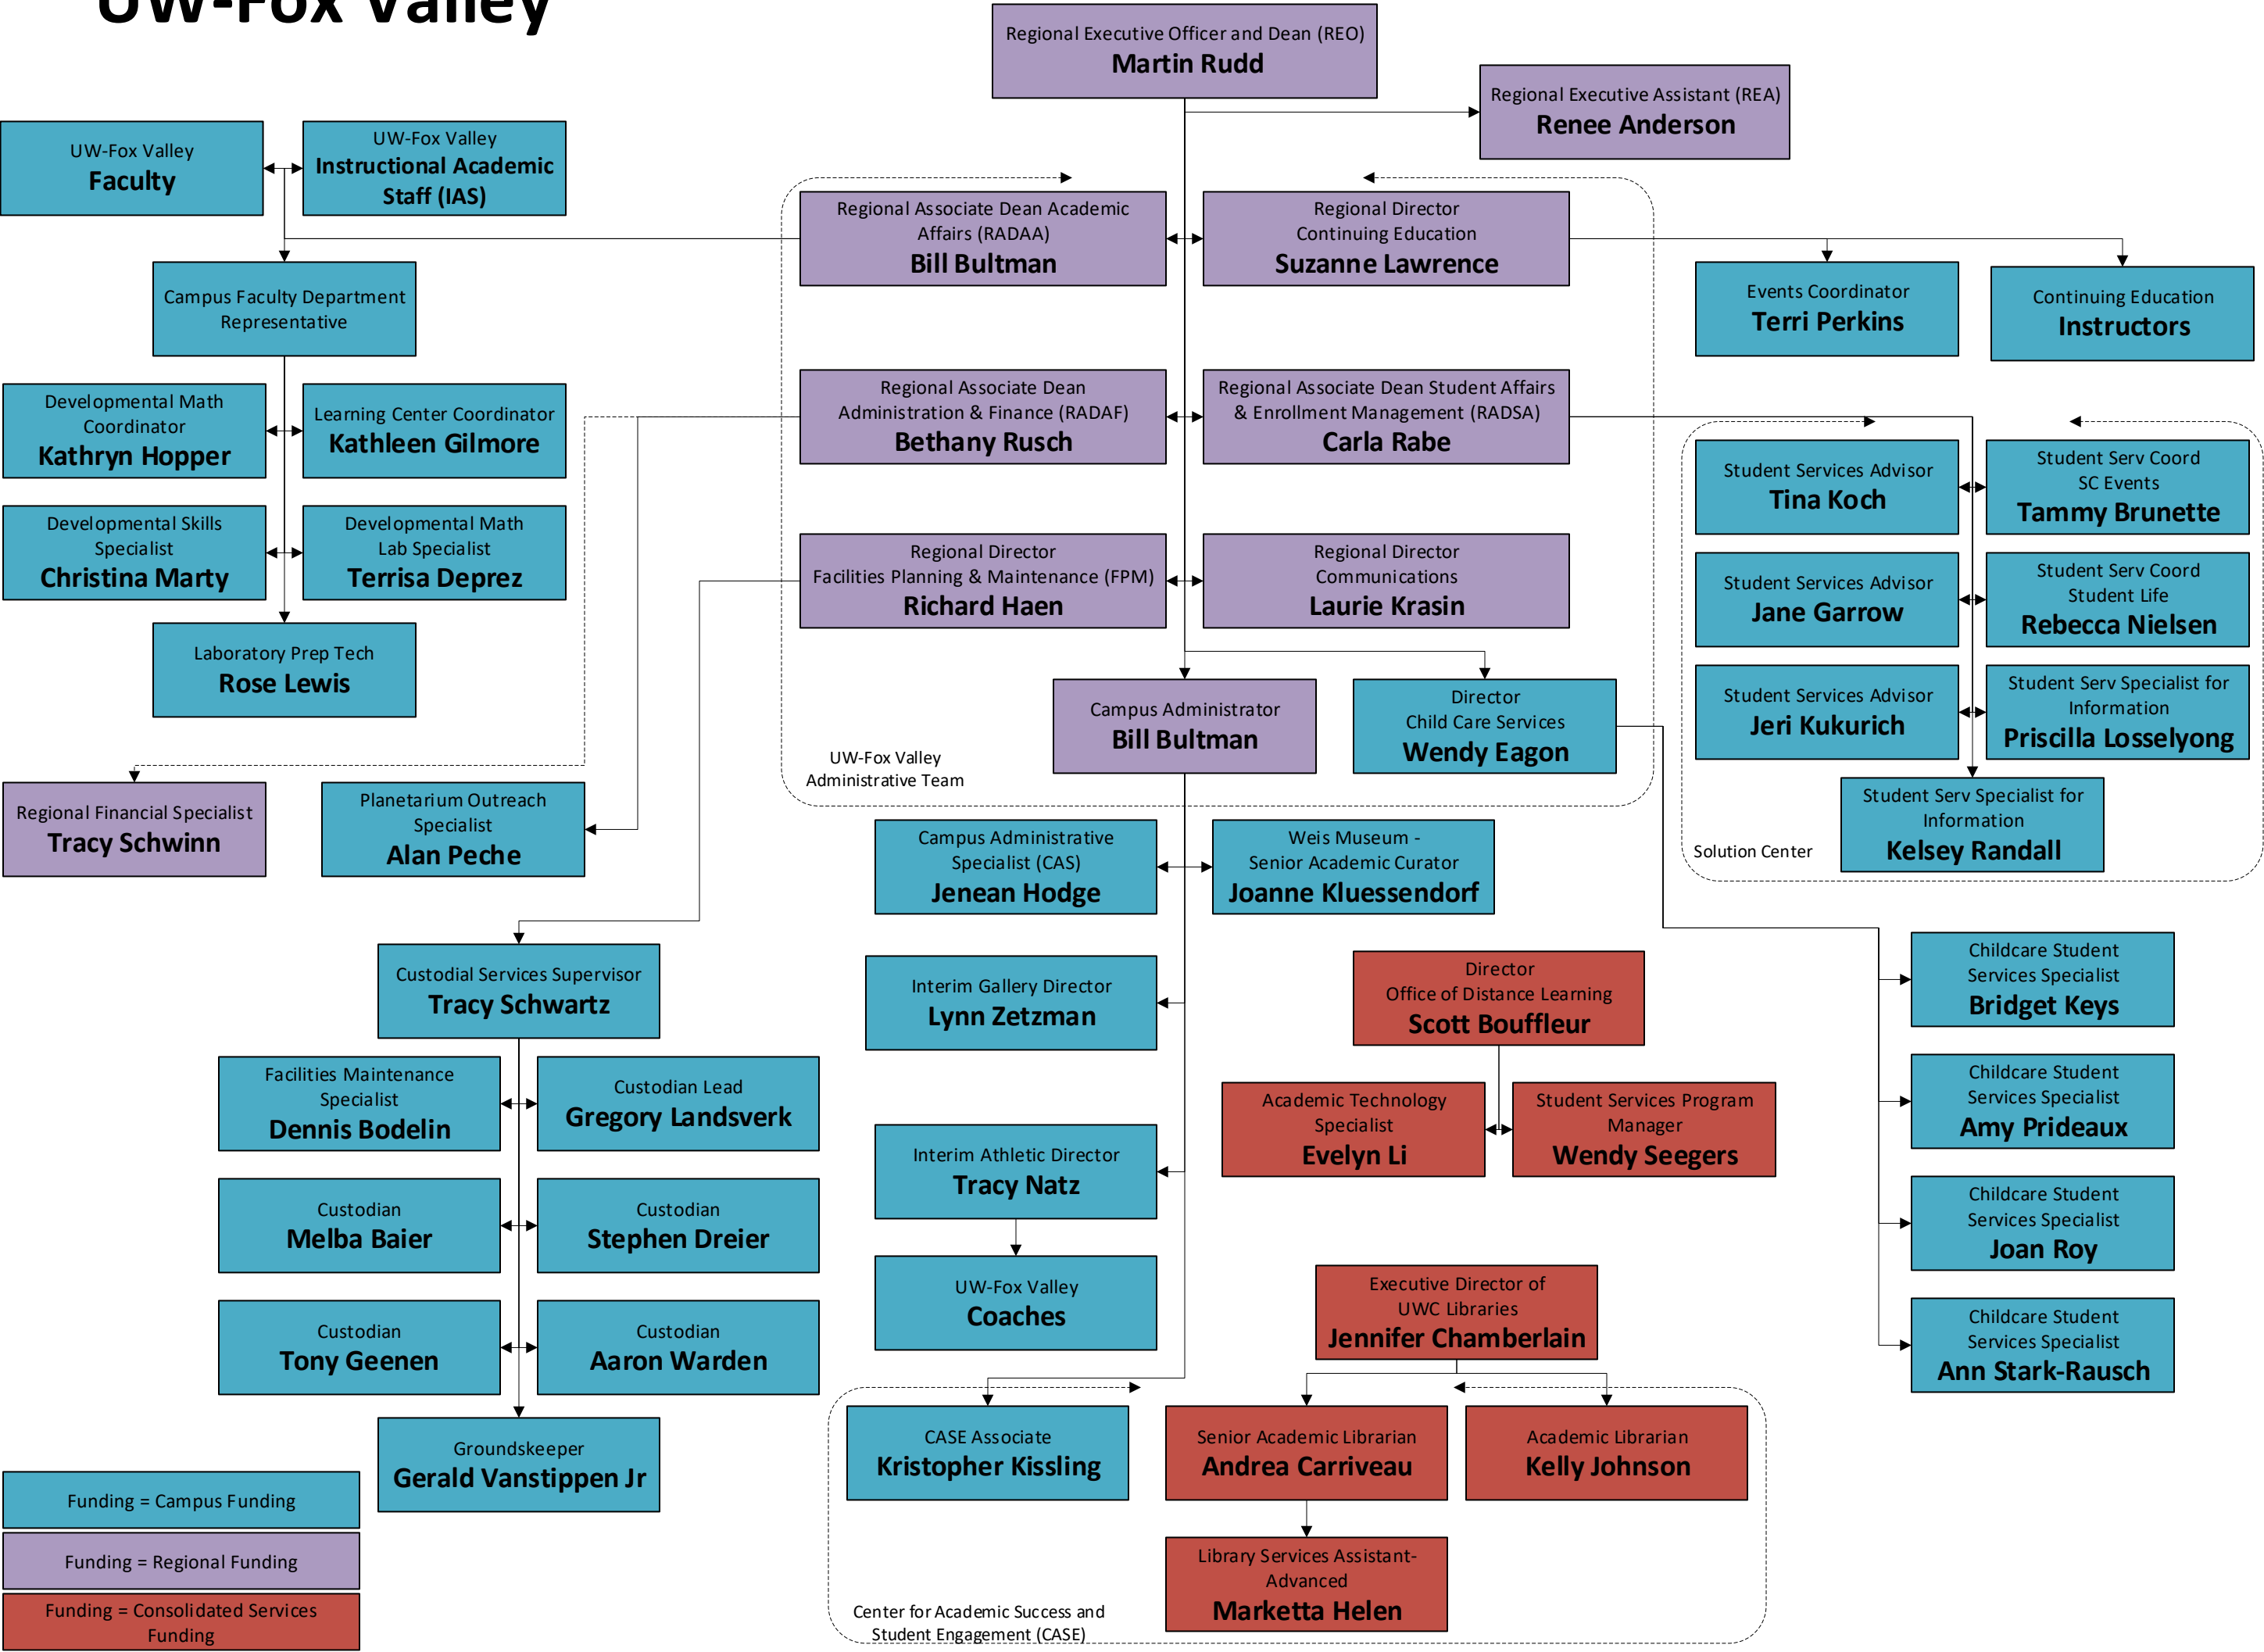 UW-Fox Valley
Regional Executive Officer and Dean (REO)
Martin Rudd
Regional Executive Assistant (REA)
Renee Anderson
UW-Fox Valley
Faculty
UW-Fox Valley
Instructional Academic
Staff (IAS)
Regional Associate Dean Academic
Affairs (RADAA)
Bill Bultman
Regional Director
Continuing Education
Suzanne Lawrence
Campus Faculty Department
Representative
Events Coordinator
Terri Perkins
Continuing Education
Instructors
Developmental Math
Coordinator
Kathryn Hopper
Learning Center Coordinator
Kathleen Gilmore
Regional Associate Dean
Administration & Finance (RADAF)
Bethany Rusch
Regional Associate Dean Student Affairs
& Enrollment Management (RADSA)
Carla Rabe
Student Services Advisor
Tina Koch
Student Serv Coord
SC Events
Tammy Brunette
Developmental Skills
Specialist
Christina Marty
Developmental Math
Lab Specialist
Terrisa Deprez
Regional Director
Facilities Planning & Maintenance (FPM)
Richard Haen
Regional Director
Communications
Laurie Krasin
Student Services Advisor
Jane Garrow
Student Serv Coord
Student Life
Rebecca Nielsen
Laboratory Prep Tech
Rose Lewis
Campus Administrator
Bill Bultman
Director
Child Care Services
Wendy Eagon
Student Services Advisor
Jeri Kukurich
Student Serv Specialist for
Information
Priscilla Losselyong
UW-Fox Valley
Administrative Team
Regional Financial Specialist
Tracy Schwinn
Planetarium Outreach
Specialist
Alan Peche
Student Serv Specialist for
Information
Kelsey Randall
Solution Center
Campus Administrative
Specialist (CAS)
Jenean Hodge
Weis Museum -
Senior Academic Curator
Joanne Kluessendorf
Custodial Services Supervisor
Tracy Schwartz
Interim Gallery Director
Lynn Zetzman
Director
Office of Distance Learning
Scott Bouffleur
Childcare Student
Services Specialist
Bridget Keys
Facilities Maintenance
Specialist
Dennis Bodelin
Custodian Lead
Gregory Landsverk
Academic Technology
Specialist
Evelyn Li
Student Services Program
Manager
Wendy Seegers
Childcare Student
Services Specialist
Amy Prideaux
Interim Athletic Director
Tracy Natz
Custodian
Melba Baier
Custodian
Stephen Dreier
Childcare Student
Services Specialist
Joan Roy
UW-Fox Valley
Coaches
Executive Director of
UWC Libraries
Jennifer Chamberlain
Custodian
Tony Geenen
Custodian
Aaron Warden
Childcare Student
Services Specialist
Ann Stark-Rausch
Groundskeeper
Gerald Vanstippen Jr
CASE Associate
Kristopher Kissling
Senior Academic Librarian
Andrea Carriveau
Academic Librarian
Kelly Johnson
Library Services Assistant-
Advanced
Marketta Helen
Center for Academic Success and
Student Engagement (CASE)
Funding = Campus Funding
Funding = Regional Funding
Funding = Consolidated Services
Funding